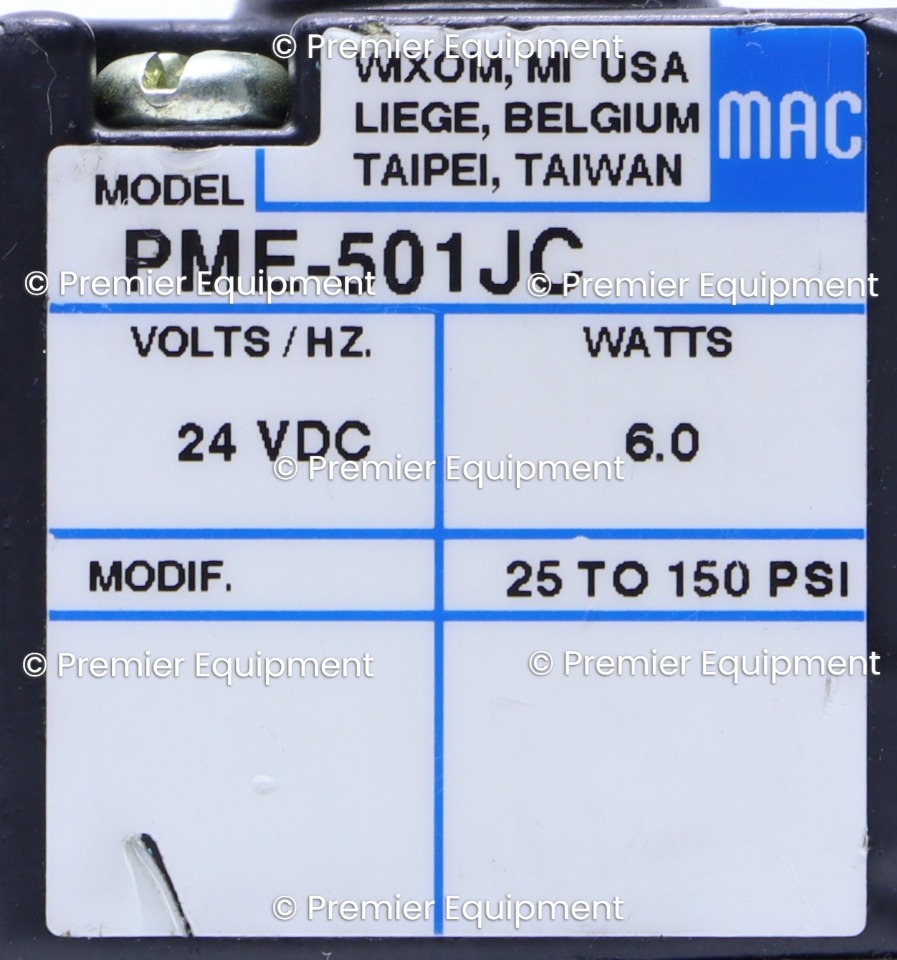 © Premier Equipment
WIXOM, MI USA
LIEGE, BELGIUM
TAIPEI, TAIWAN
MAC
MODEL
PME-501JC
© Premier Equipment
© Premier Equipment
VOLTS / HZ.
WATTS
24 VDC
6.0
© Premier Equipment
MODIF.
25 TO 150 PSI
© Premier Equipment
© Premier Equipment
© Premier Equipment